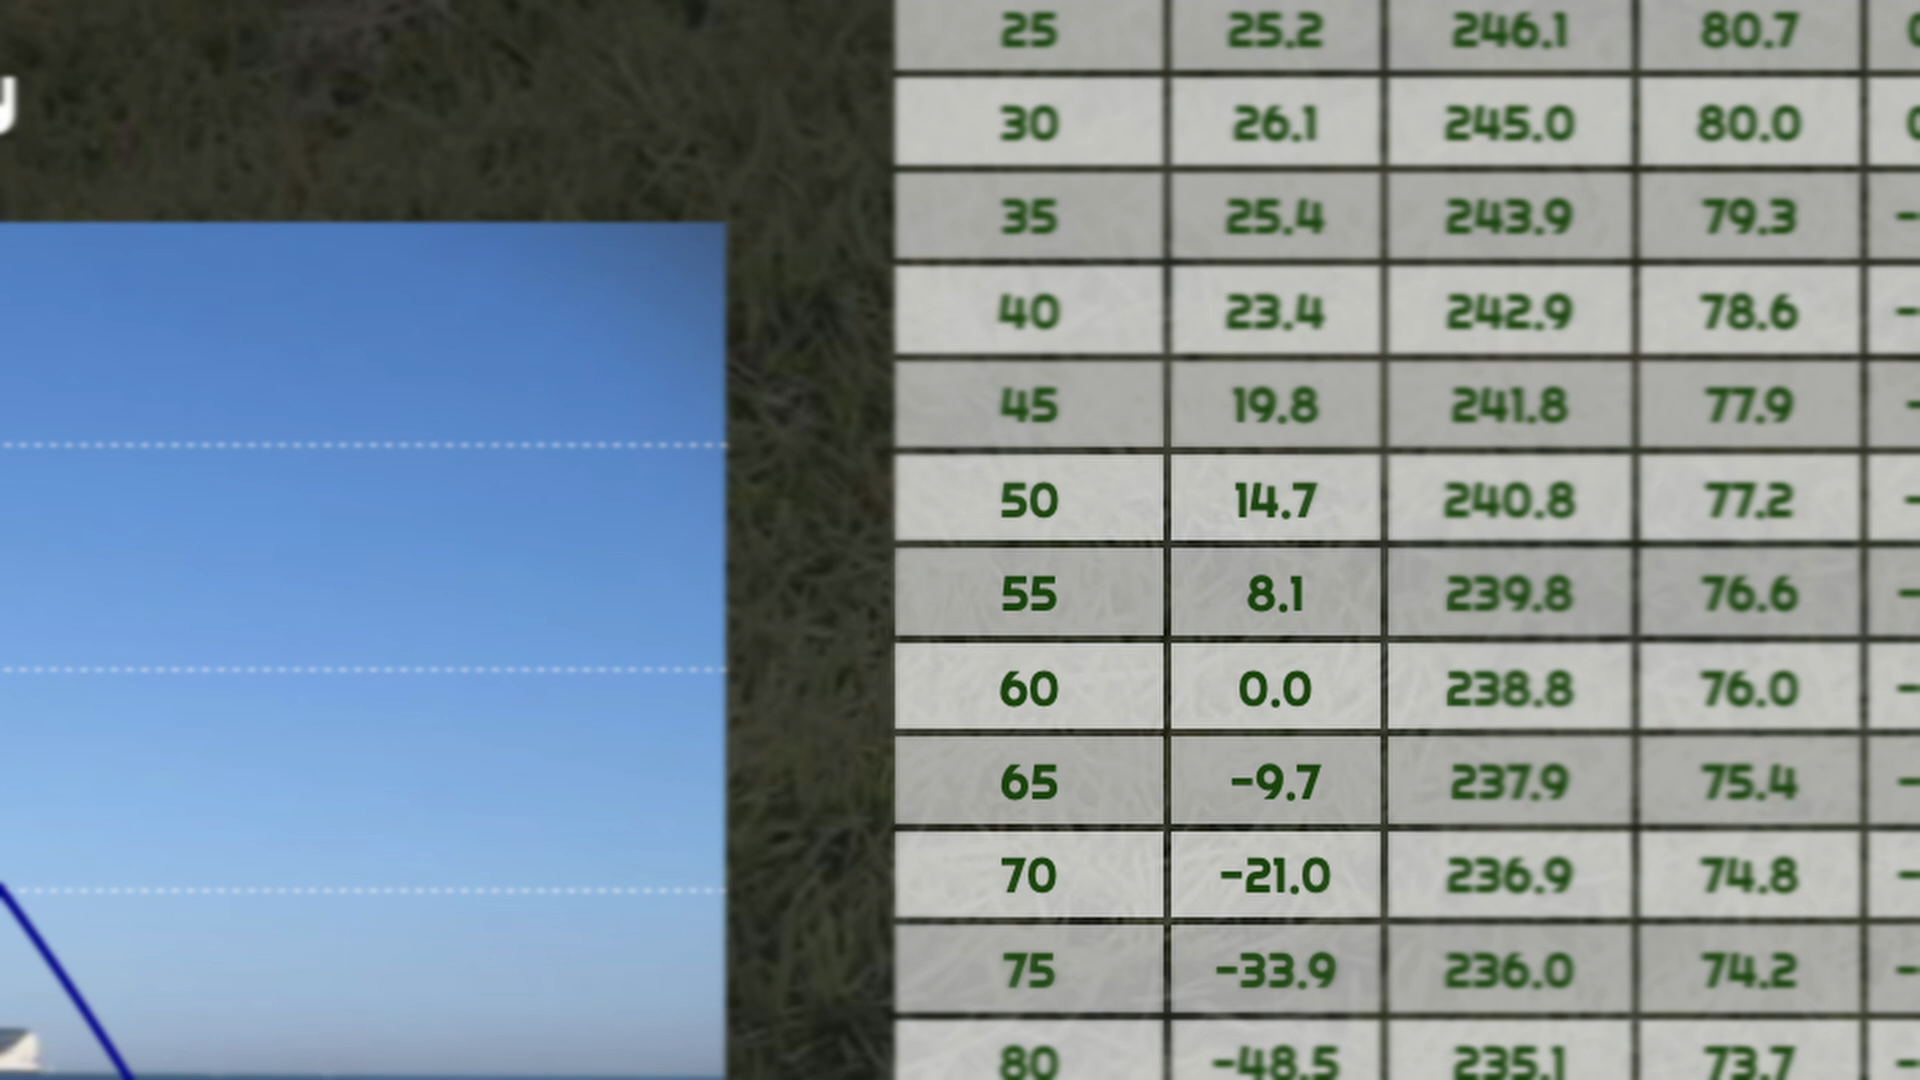 y
25 25.2 246.1 80.7
30 26.1 245.0 80.0
35 25.4 243.9 79.3 -
40 23.4 242.9 78.6 -
45 19.8 241.8 77.9 -
50 14.7 240.8 77.2 -
55 8.1 239.8 76.6 -
60 0.0 238.8 76.0 -
65 -9.7 237.9 75.4 -
70 -21.0 236.9 74.8 -
75 -33.9 236.0 74.2 -
80 -48.5 235.1 73.7 -